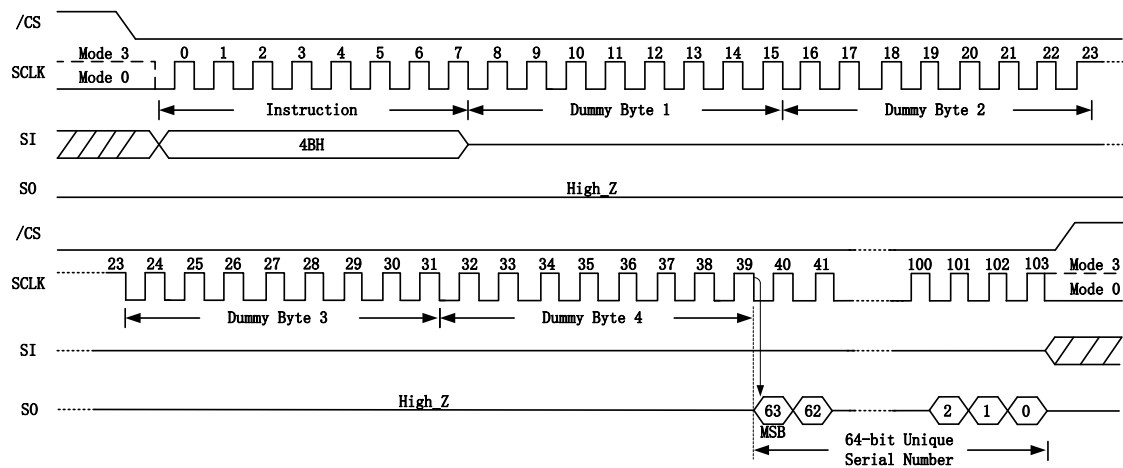 /CS
Mode 3 0 1 2 3 4 5 6 7 8 9 10 11 12 13 14 15 16 17 18 19 20 21 22 23
SCLK
Mode 0
Instruction Dummy Byte 1 Dummy Byte 2
SI 4BH
SO High_Z
/CS
23 24 25 26 27 28 29 30 31 32 33 34 35 36 37 38 39 40 41 100 101 102 103 Mode 3
SCLK
Mode 0
Dummy Byte 3 Dummy Byte 4
SI
SO High_Z 63 62 2 1 0
MSB
64-bit Unique
Serial Number